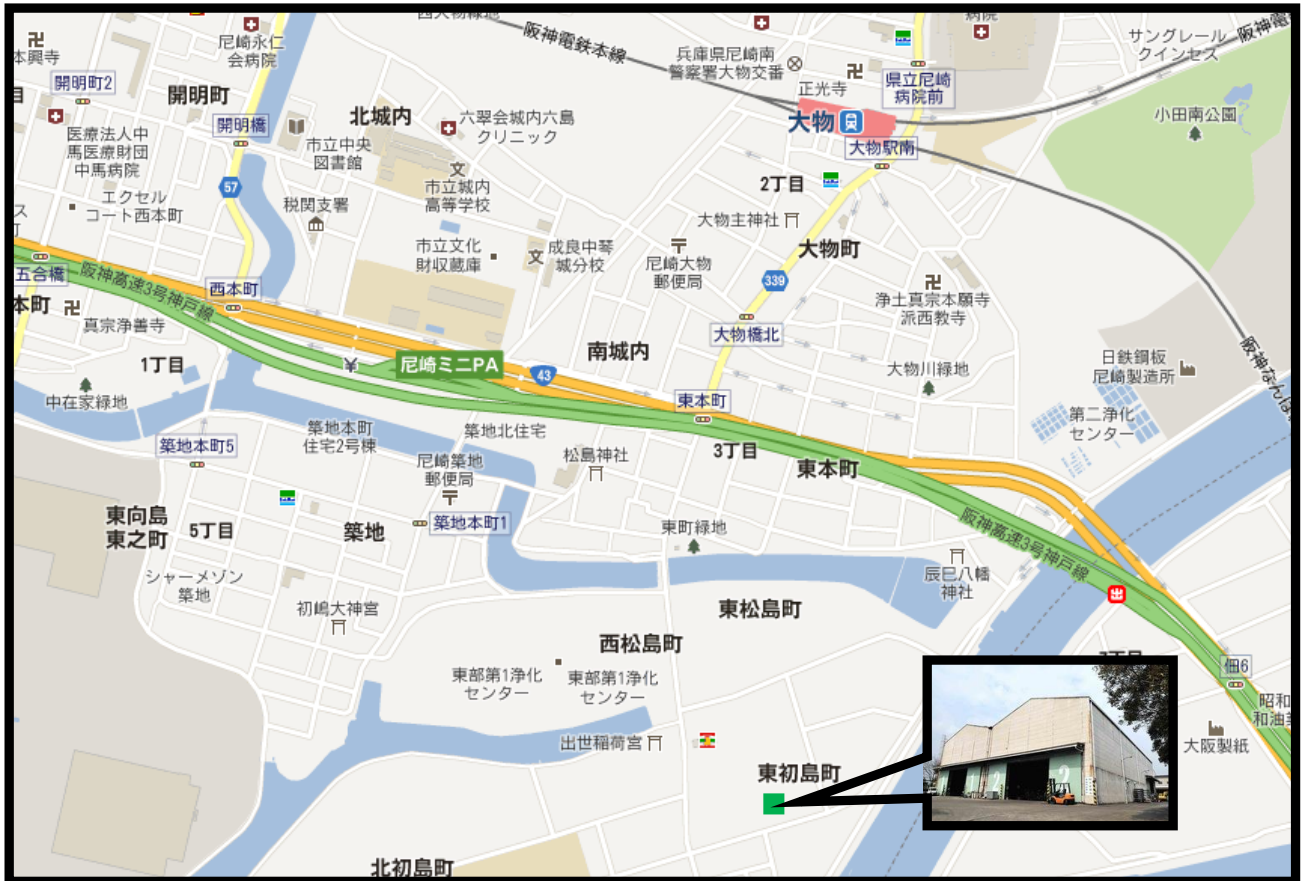 西大物緑地
阪神電鉄本線
病院
サングレール
クインセス
尼崎永仁
会病院
本興寺
兵庫県尼崎南
警察署大物交番
県立尼崎
病院前
正光寺
開明町2
開明町
北城内
六翠会城内六島
クリニック
大物
小田南公園
開明橋
医療法人中
馬医療財団
中馬病院
市立中央
図書館
大物駅南
57
市立城内
高等学校
2丁目
エクセル
コート西本町
税関支署
大物主神社
市立文化
財収蔵庫
成良中琴
城分校
尼崎大物
郵便局
大物町
五合橋
阪神高速3号神戸線
西本町
339
浄土真宗本願寺
派西教寺
本町
真宗浄善寺
大物橋北
1丁目
¥
尼崎ミニPA
43
南城内
日鉄鋼板
尼崎製造所
大物川緑地
中在家緑地
東本町
第二浄化
センター
築地本町
住宅2号棟
築地北住宅
築地本町5
尼崎築地
郵便局
松島神社
3丁目
東本町
東向島
東之町
5丁目
築地
築地本町1
東町緑地
阪神高速3号神戸線
シャーメゾン
築地
辰巳八幡
神社
出
初嶋大神宮
東松島町
西松島町
東部第1浄化
センター
東部第1浄化
センター
佃6
昭和
和油
大阪製紙
出世稲荷宮
東初島町
2
2
北初島町